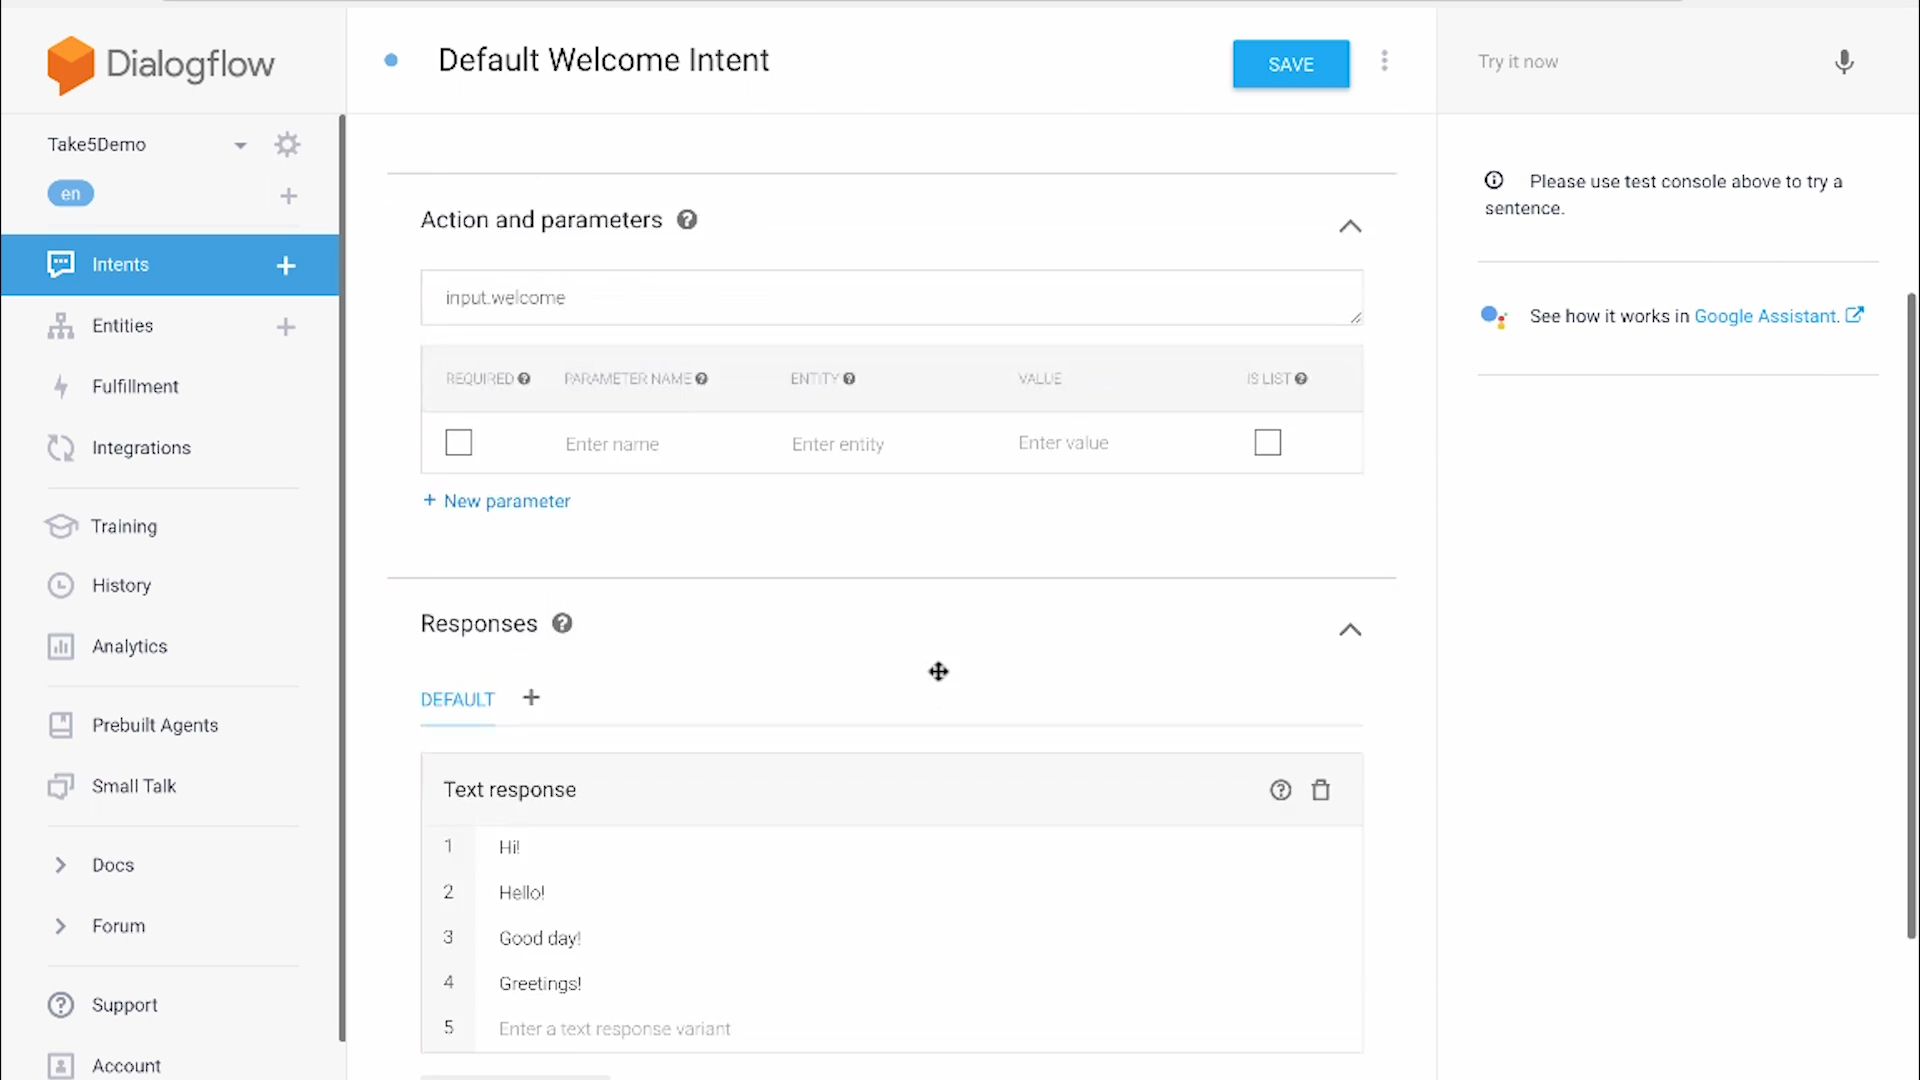 Dialogflow
Default Welcome Intent
SAVE
Try it now
Take5Demo
en
Intents
Entities
Fulfillment
Integrations
Training
History
Analytics
Prebuilt Agents
Small Talk
Docs
Forum
Support
Account
Action and parameters
input.welcome
REQUIRED PARAMETER NAME ENTITY VALUE IS LIST
Enter name Enter entity Enter value
+ New parameter
Responses
DEFAULT +
Text response
1 Hi!
2 Hello!
3 Good day!
4 Greetings!
5 Enter a text response variant
Please use test console above to try a
sentence.
See how it works in Google Assistant.